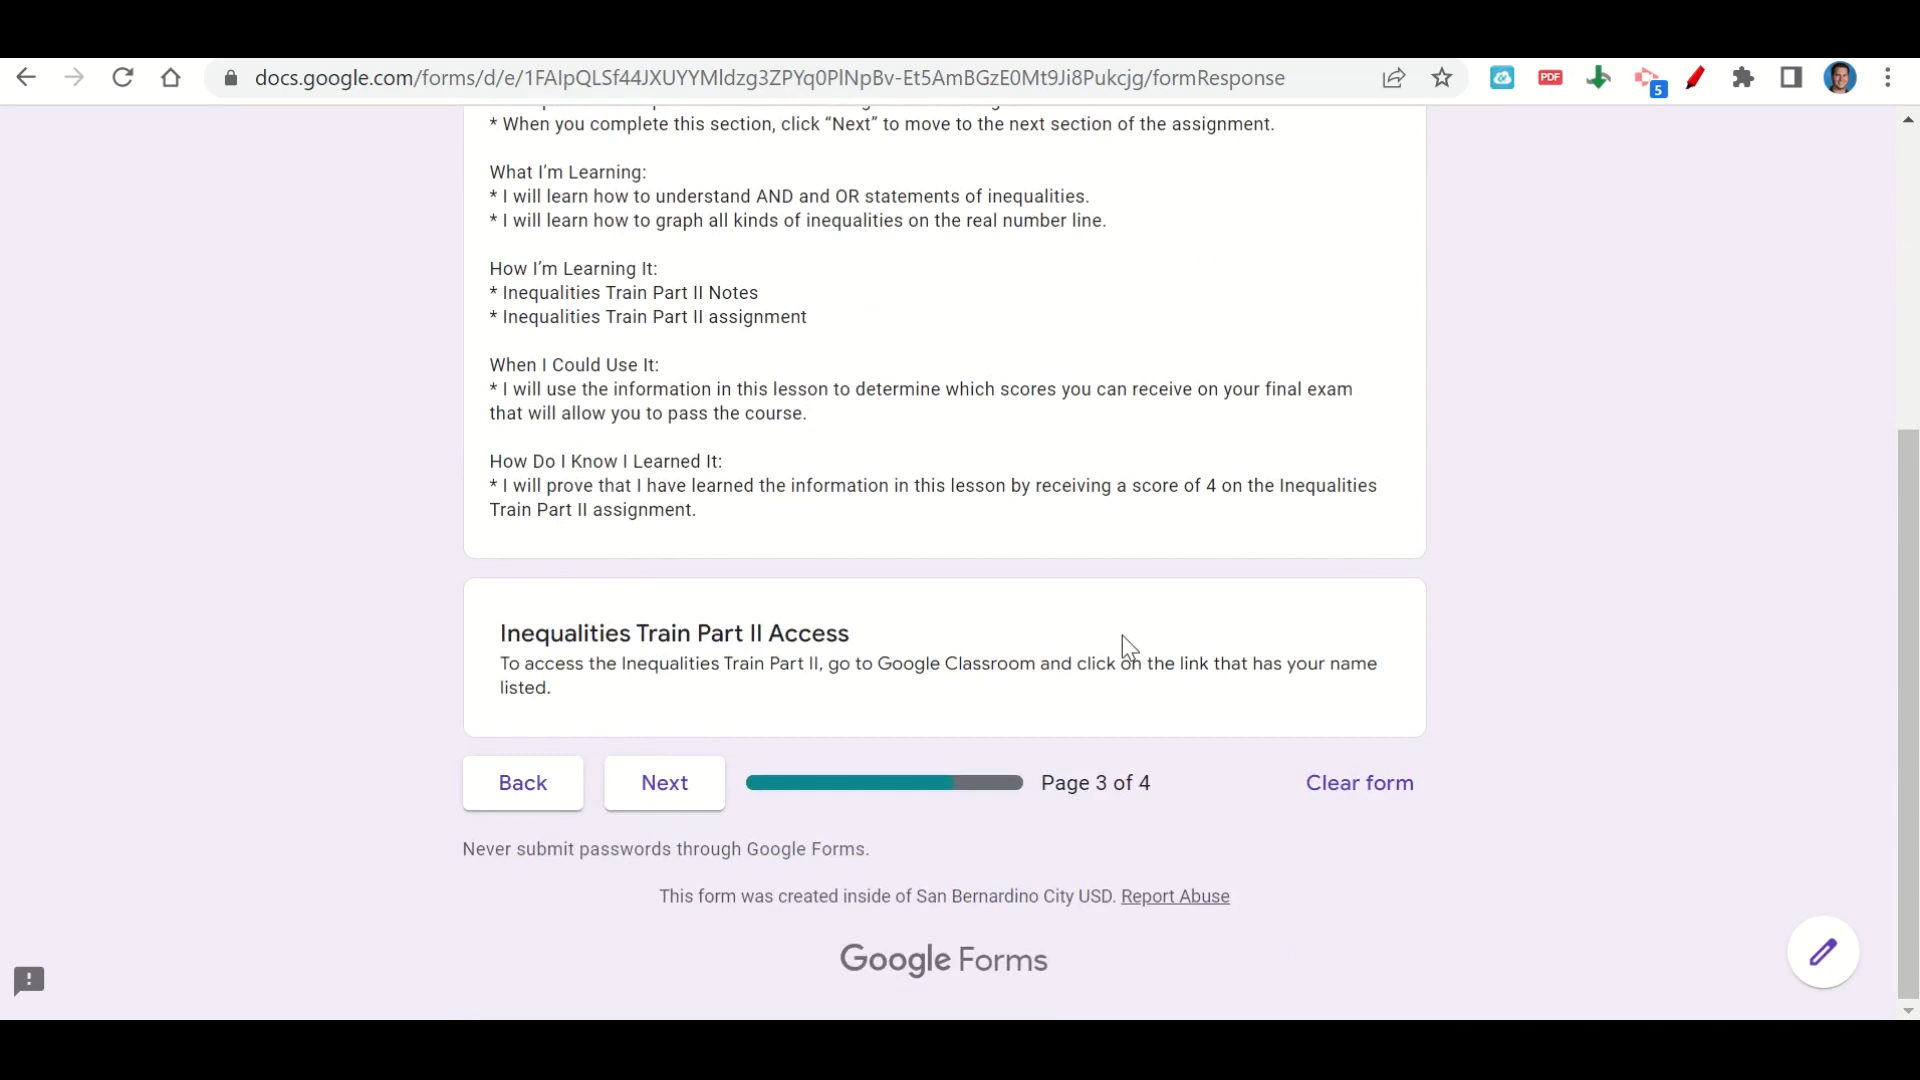 docs.google.com/forms/d/e/1FAIpQLSf44JXUYYMldzg3ZPYq0PlNpBv-Et5AmBGzE0Mt9Ji8Pukcjg/formResponse
PDF
5
* When you complete this section, click “Next” to move to the next section of the assignment.
What I’m Learning:
* I will learn how to understand AND and OR statements of inequalities.
* I will learn how to graph all kinds of inequalities on the real number line.
How I’m Learning It:
* Inequalities Train Part II Notes
* Inequalities Train Part II assignment
When I Could Use It:
* I will use the information in this lesson to determine which scores you can receive on your final exam
that will allow you to pass the course.
How Do I Know I Learned It:
* I will prove that I have learned the information in this lesson by receiving a score of 4 on the Inequalities
Train Part II assignment.
Inequalities Train Part II Access
To access the Inequalities Train Part II, go to Google Classroom and click on the link that has your name
listed.
Back
Next
Page 3 of 4
Clear form
Never submit passwords through Google Forms.
This form was created inside of San Bernardino City USD. Report Abuse
Google Forms